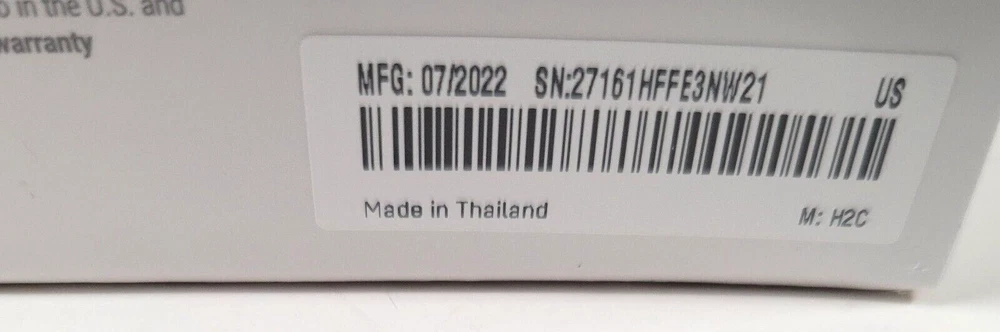 in the U.S. and
warranty
MFG: 07/2022 SN:27161HFFE3NW21 US
Made in Thailand M: H2C